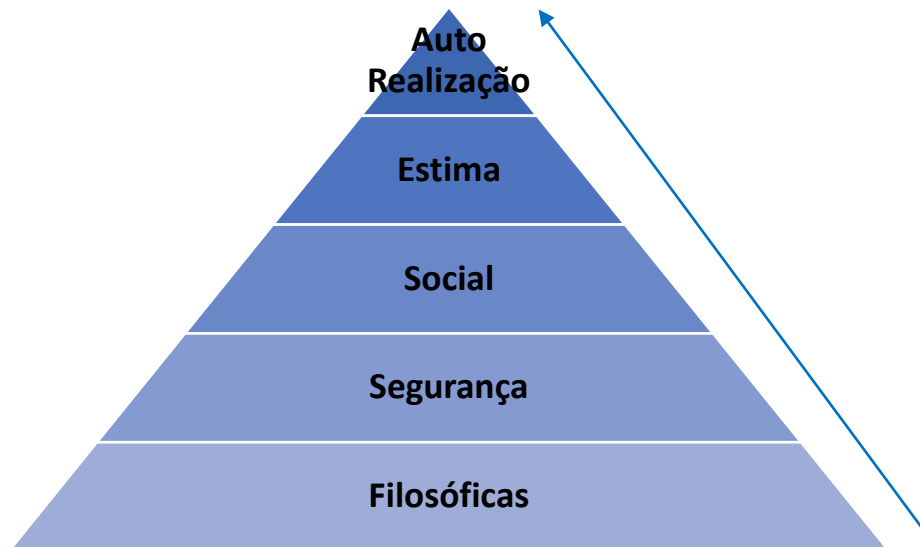 Auto
Realização
Estima
Social
Segurança
Filosóficas